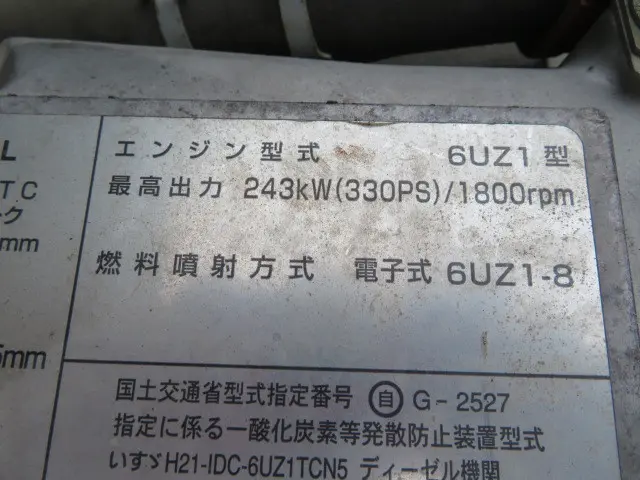 L
エンジン型式 6UZ1型
TC
最高出力 243kW(330PS)/1800rpm
ーク
mm
燃料噴射方式 電子式 6UZ1-8
5mm
国土交通省型式指定番号 自 G-2527
指定に係る一酸化炭素等発散防止装置型式
いすゞH21-IDC-6UZ1TCN5 ディーゼル機関